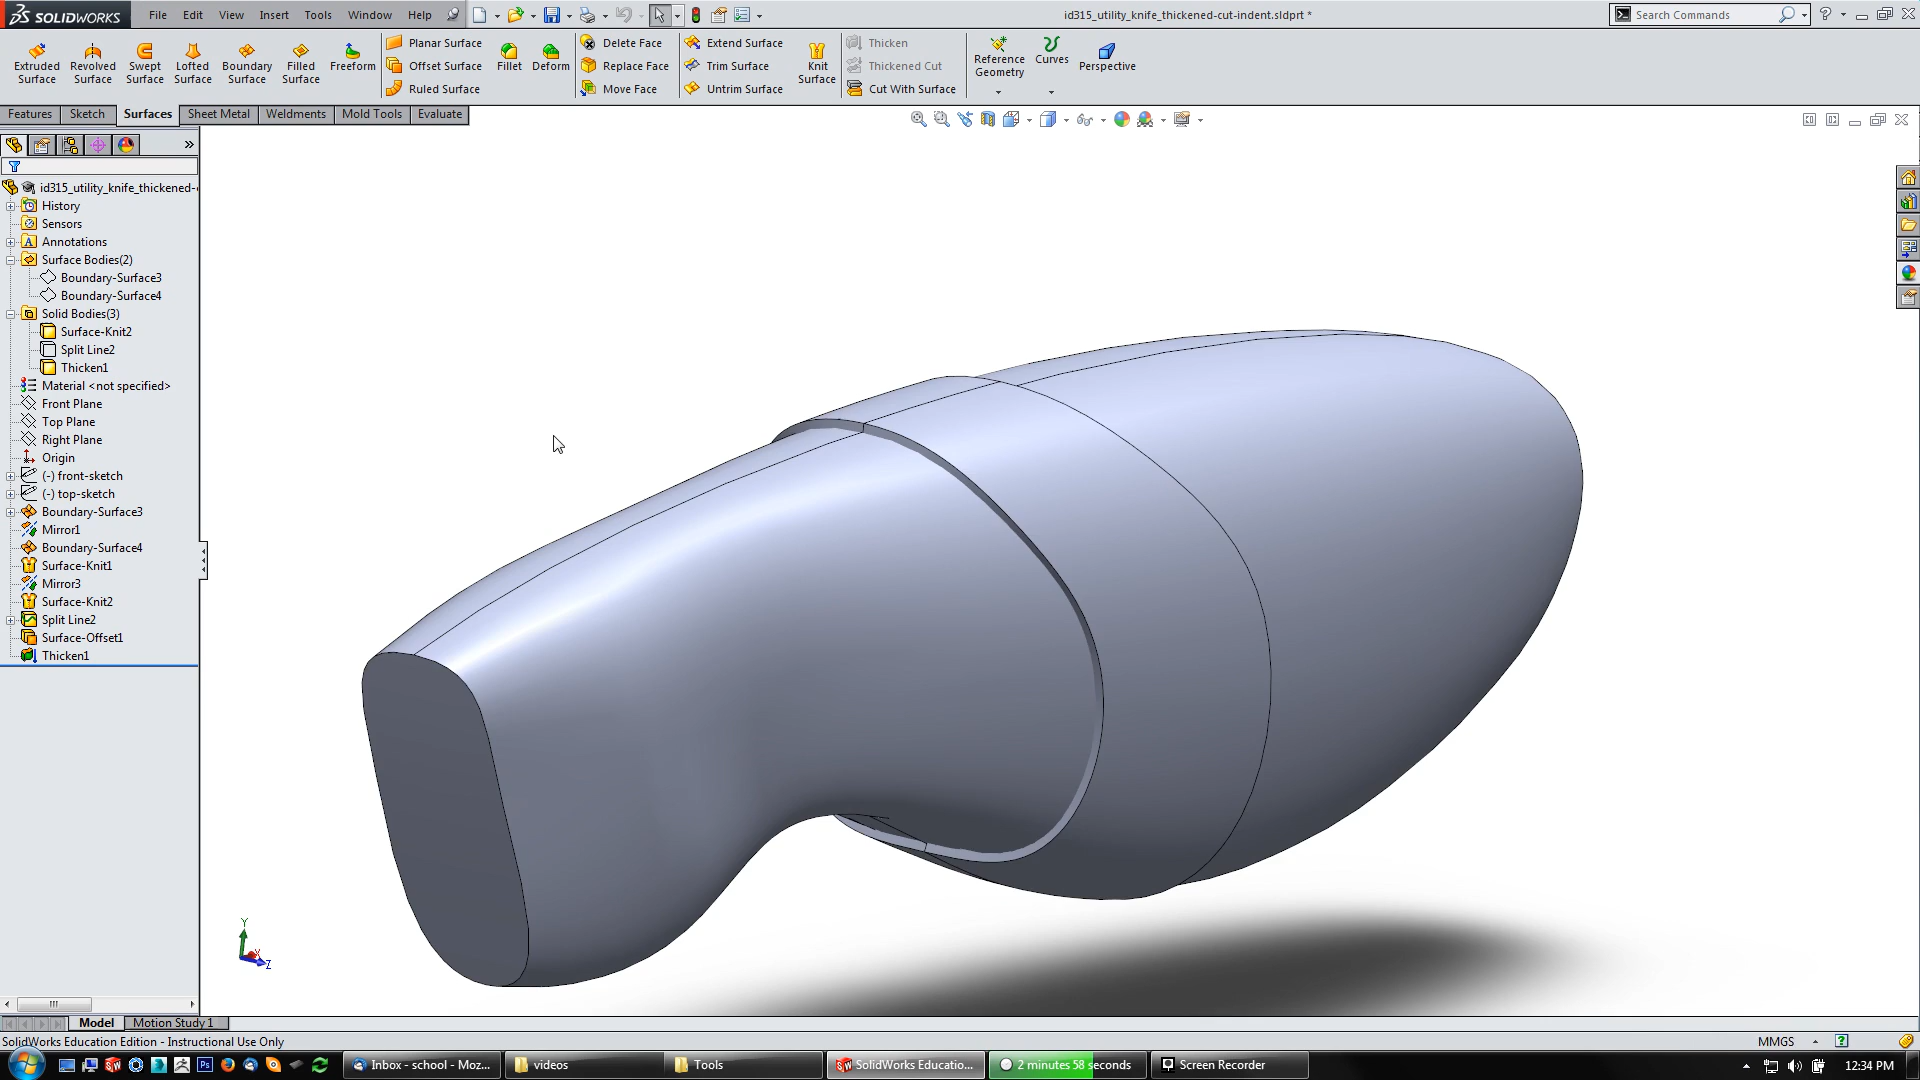 SOLIDWORKS File Edit View Insert Tools Window Help id315_utility_knife_thickened-cut-indent.sldprt * Search Commands
Extruded Surface
Revolved Surface
Swept Surface
Lofted Surface
Boundary Surface
Filled Surface
Freeform
Planar Surface
Offset Surface
Ruled Surface
Fillet
Deform
Delete Face
Replace Face
Move Face
Extend Surface
Trim Surface
Untrim Surface
Knit Surface
Thicken
Thickened Cut
Cut With Surface
Reference Geometry
Curves
Perspective
Features Sketch Surfaces Sheet Metal Weldments Mold Tools Evaluate
id315_utility_knife_thickened-
History
Sensors
Annotations
Surface Bodies(2)
Boundary-Surface3
Boundary-Surface4
Solid Bodies(3)
Surface-Knit2
Split Line2
Thicken1
Material <not specified>
Front Plane
Top Plane
Right Plane
Origin
(-) front-sketch
(-) top-sketch
Boundary-Surface3
Mirror1
Boundary-Surface4
Surface-Knit1
Mirror3
Surface-Knit2
Split Line2
Surface-Offset1
Thicken1
Y
X
Z
Model Motion Study 1
SolidWorks Education Edition - Instructional Use Only MMGS
Inbox - school - Moz... videos Tools SolidWorks Educatio... 2 minutes 58 seconds Screen Recorder 12:34 PM